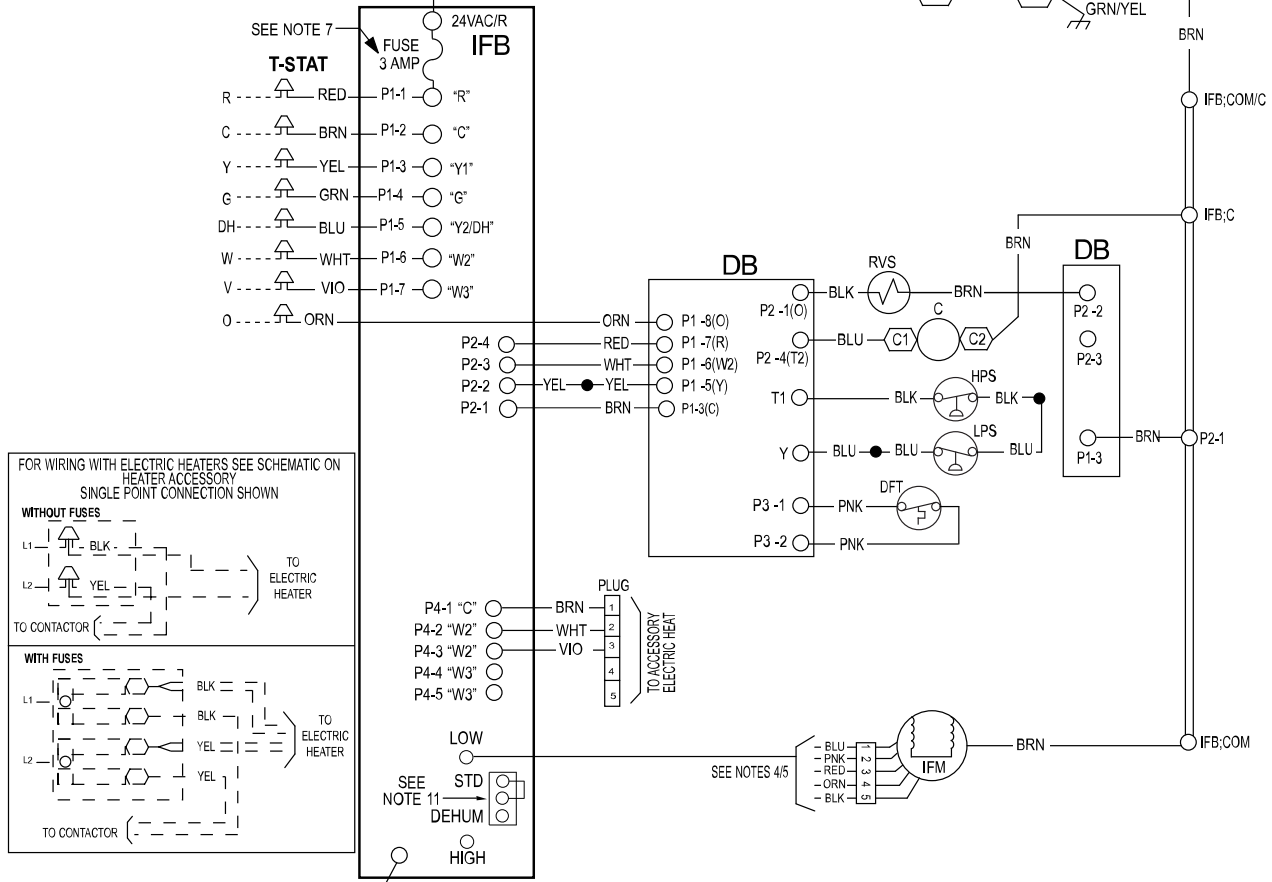 GRN/YEL
BRN
SEE NOTE 7
24VAC/R
IFB
FUSE
3 AMP
T-STAT
R RED P1-1 "R"
C BRN P1-2 "C"
Y YEL P1-3 "Y1"
G GRN P1-4 "G"
DH BLU P1-5 "Y2/DH"
W WHT P1-6 "W2"
V VIO P1-7 "W3"
O ORN
IFB;COM/C
IFB;C
BRN
DB
DB
RVS
BLK BRN
P2 -1(O)
P2 -2
ORN P1 -8(O)
P2-4 RED P1 -7(R)
P2-3 WHT P1 -6(W2)
P2-2 YEL YEL P1 -5(Y)
P2-1 BRN P1-3(C)
C
BLU C1 C2
P2 -4(T2)
P2-3
HPS
T1 BLK BLK
LPS
Y BLU BLU BLU
P1-3 BRN P2-1
DFT
P3 -1 PNK
P3 -2 PNK
FOR WIRING WITH ELECTRIC HEATERS SEE SCHEMATIC ON
HEATER ACCESSORY
SINGLE POINT CONNECTION SHOWN
WITHOUT FUSES
L1 BLK
L2 YEL
TO
ELECTRIC
HEATER
TO CONTACTOR
WITH FUSES
L1 BLK
BLK
L2 YEL
YEL
TO
ELECTRIC
HEATER
TO CONTACTOR
PLUG
P4-1 "C" BRN 1
P4-2 "W2" WHT 2
P4-3 "W2" VIO 3
P4-4 "W3" 4
P4-5 "W3" 5
TO ACCESSORY
ELECTRIC HEAT
LOW
STD
SEE
NOTE 11
DEHUM
HIGH
SEE NOTES 4/5
BLU 1
PNK 2
RED 3
ORN 4
BLK 5
IFM
BRN
IFB;COM